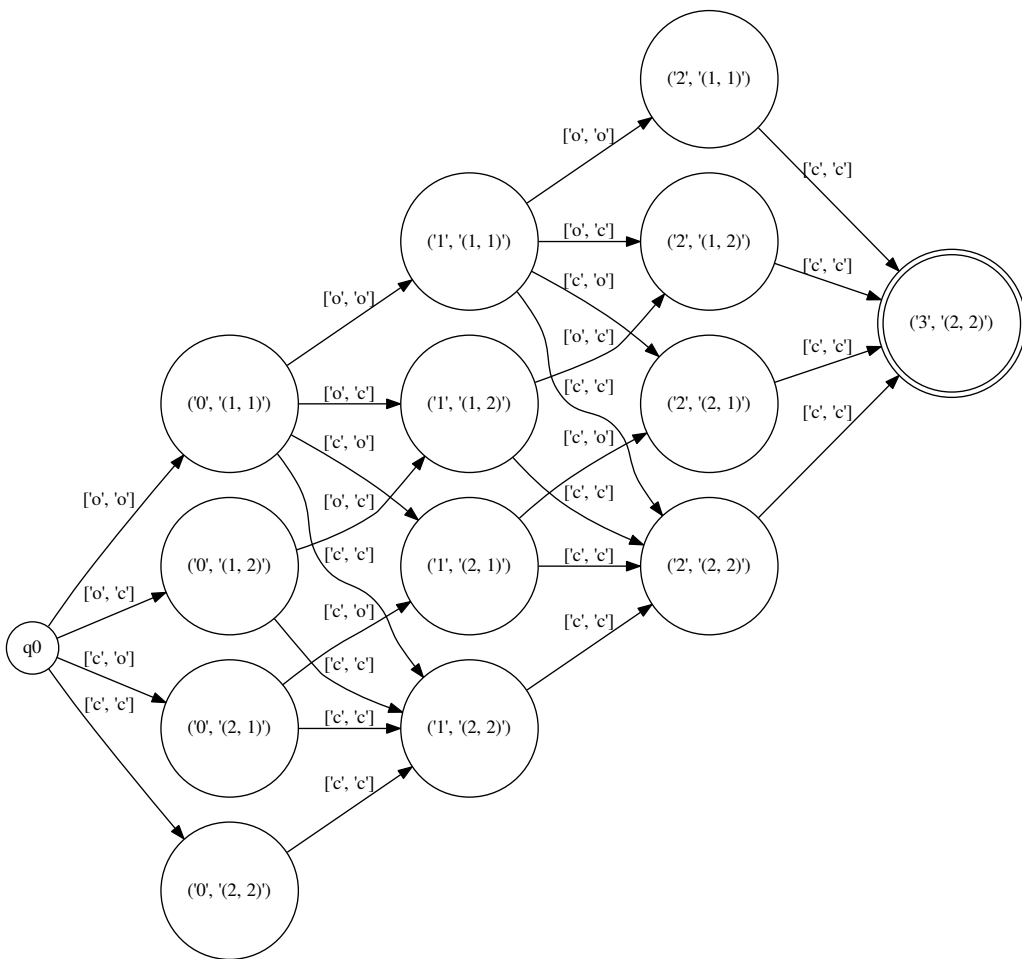 ('2', '(1, 1)')
['o', 'o']
['c', 'c']
('1', '(1, 1)')
['o', 'c']
('2', '(1, 2)')
['c', 'c']
['c', 'o']
['o', 'o']
('3', '(2, 2)')
['o', 'c']
['c', 'c']
['c', 'c']
('0', '(1, 1)')
['o', 'c']
('1', '(1, 2)')
('2', '(2, 1)')
['c', 'c']
['c', 'o']
['c', 'o']
['o', 'o']
['o', 'c']
['c', 'c']
['c', 'c']
['c', 'c']
('0', '(1, 2)')
('1', '(2, 1)')
('2', '(2, 2)')
['o', 'c']
['c', 'o']
['c', 'c']
q0
['c', 'o']
['c', 'c']
['c', 'c']
['c', 'c']
('0', '(2, 1)')
('1', '(2, 2)')
['c', 'c']
('0', '(2, 2)')